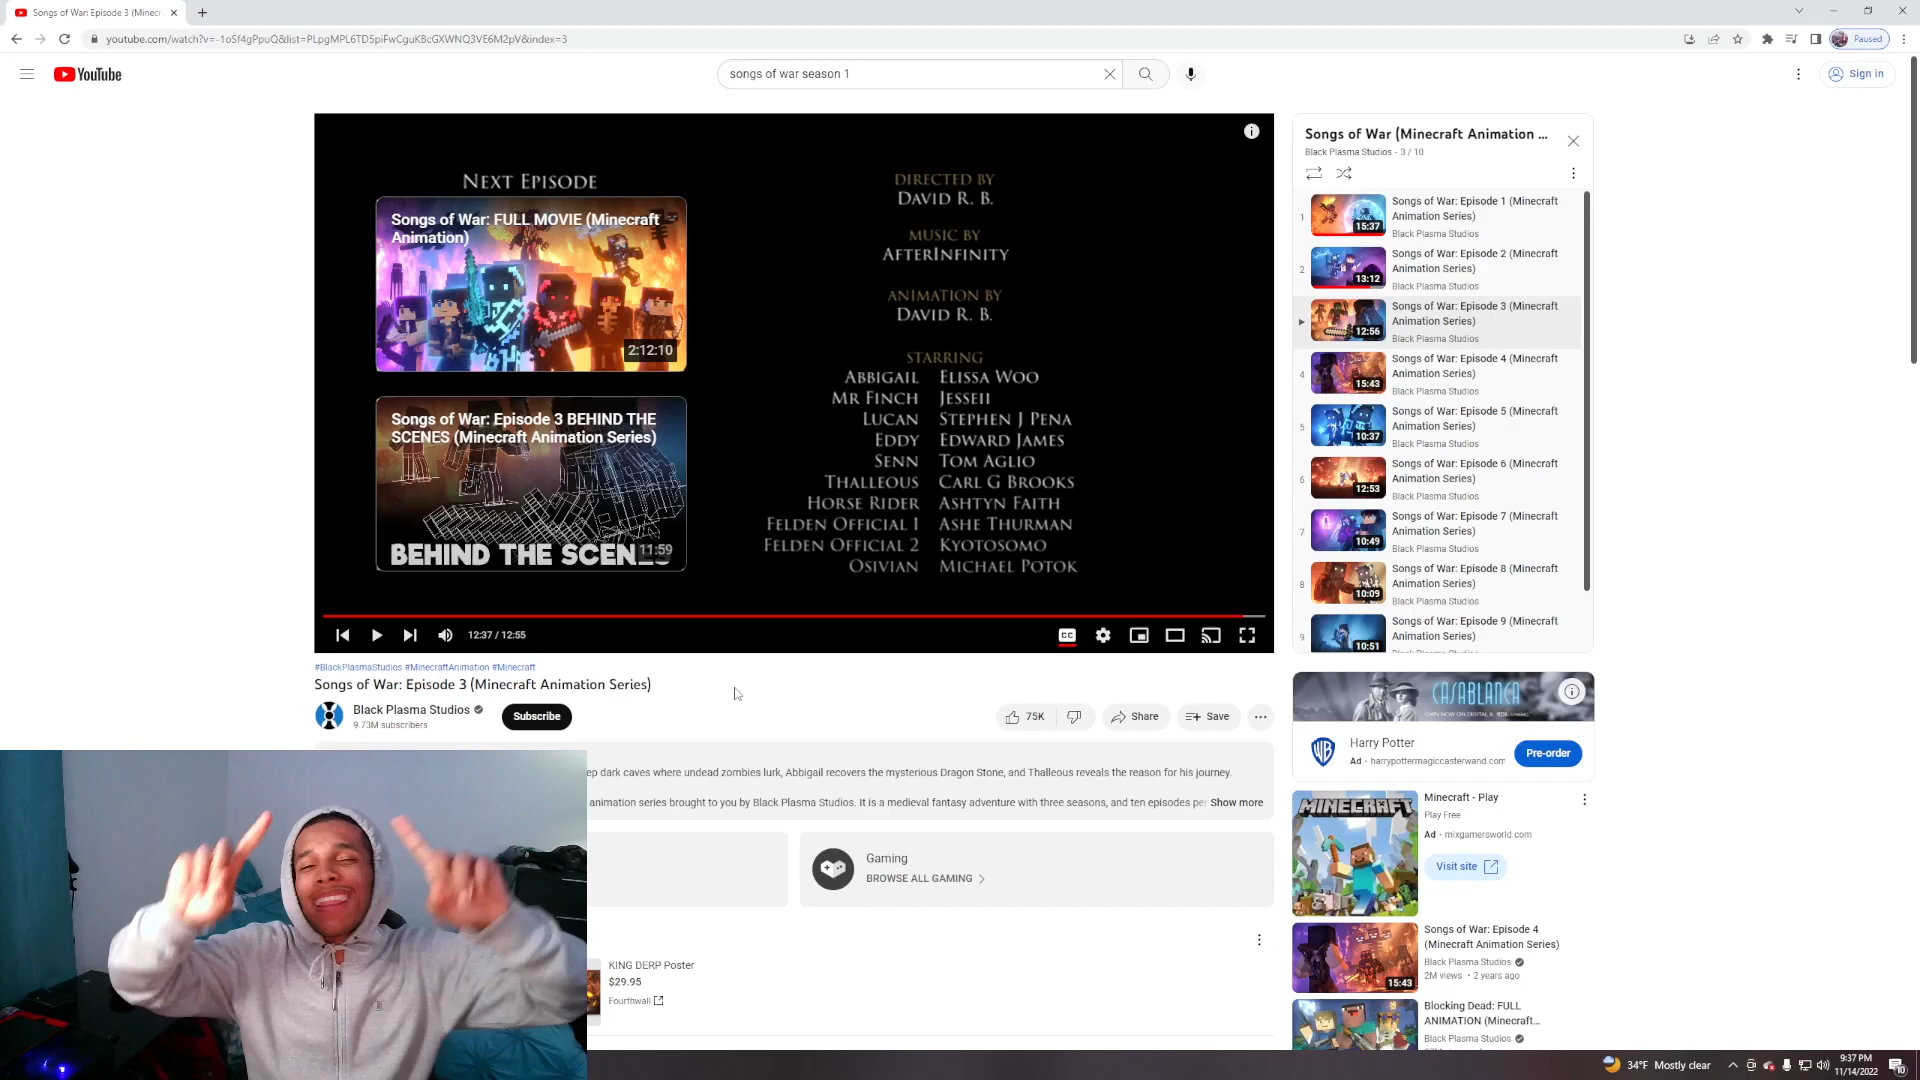 Songs of War: Episode 3 (Minecr
youtube.com/watch?v=-1oSf4gPpuQ&list=PLpgMPL6TD5piFwCguKBcGXWNQ3VE6M2pV&index=3
Paused
YouTube
songs of war season 1
Sign in
NEXT EPISODE
Songs of War: FULL MOVIE (Minecraft
Animation)
2:12:10
Songs of War: Episode 3 BEHIND THE
SCENES (Minecraft Animation Series)
BEHIND THE SCENES
11:59
DIRECTED BY
DAVID R. B.
MUSIC BY
AFTERINFINITY
ANIMATION BY
DAVID R. B.
STARRING
ABBIGAIL ELISSA WOO
MR FINCH JESSEII
LUCAN STEPHEN J PENA
EDDY EDWARD JAMES
SENN TOM AGLIO
THALLEOUS CARL G BROOKS
HORSE RIDER ASHTYN FAITH
FELDEN OFFICIAL 1 ASHE THURMAN
FELDEN OFFICIAL 2 KYOTOSOMO
OSIVIAN MICHAEL POTOK
12:37 / 12:55
CC
#BlackPlasmaStudios #MinecraftAnimation #Minecraft
Songs of War: Episode 3 (Minecraft Animation Series)
Black Plasma Studios
9.73M subscribers
Subscribe
75K
Share
Save
ep dark caves where undead zombies lurk, Abbigail recovers the mysterious Dragon Stone, and Thalleous reveals the reason for his journey.
animation series brought to you by Black Plasma Studios. It is a medieval fantasy adventure with three seasons, and ten episodes per Show more
Gaming
BROWSE ALL GAMING
KING DERP Poster
$29.95
Fourthwall
Songs of War (Minecraft Animation ...
Black Plasma Studios - 3 / 10
1
15:37
Songs of War: Episode 1 (Minecraft
Animation Series)
Black Plasma Studios
2
13:12
Songs of War: Episode 2 (Minecraft
Animation Series)
Black Plasma Studios
12:56
Songs of War: Episode 3 (Minecraft
Animation Series)
Black Plasma Studios
4
15:43
Songs of War: Episode 4 (Minecraft
Animation Series)
Black Plasma Studios
5
10:37
Songs of War: Episode 5 (Minecraft
Animation Series)
Black Plasma Studios
6
12:53
Songs of War: Episode 6 (Minecraft
Animation Series)
Black Plasma Studios
7
10:49
Songs of War: Episode 7 (Minecraft
Animation Series)
Black Plasma Studios
8
10:09
Songs of War: Episode 8 (Minecraft
Animation Series)
Black Plasma Studios
9
10:51
Songs of War: Episode 9 (Minecraft
Animation Series)
CASABLANCA
Harry Potter
Ad · harrypottermagiccasterwand.com
Pre-order
MINECRAFT
Minecraft - Play
Play Free
Ad · mixgamersworld.com
Visit site
15:43
Songs of War: Episode 4
(Minecraft Animation Series)
Black Plasma Studios
2M views · 2 years ago
Blocking Dead: FULL
ANIMATION (Minecraft...
Black Plasma Studios
34°F Mostly clear
9:37 PM
11/14/2022
10